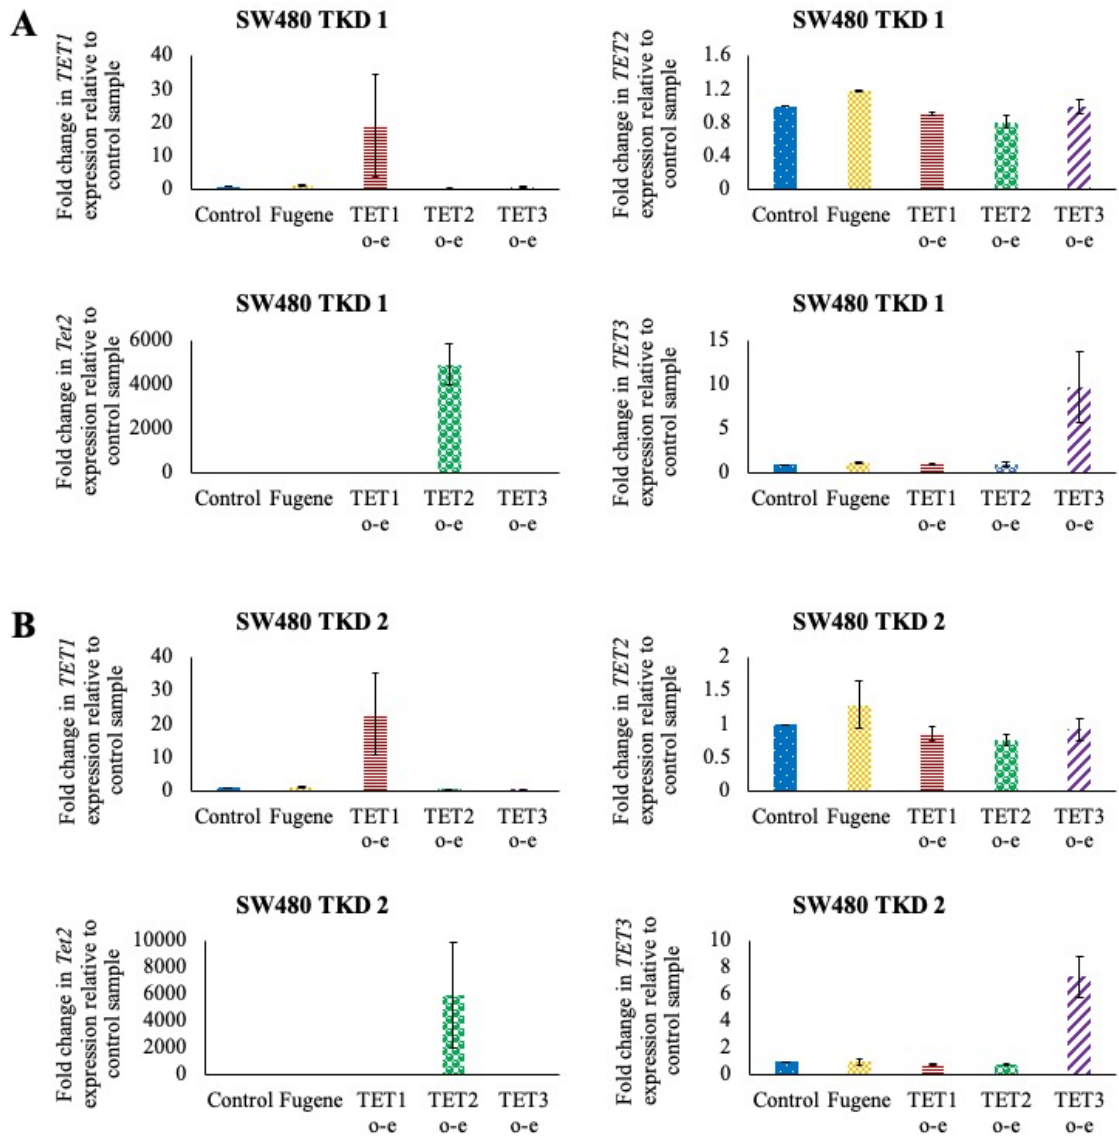 A
SW480 TKD 1
Fold change in TET1
expression relative to
control sample
40
30
20
10
0
Control Fugene TET1 TET2 TET3
o-e o-e o-e
SW480 TKD 1
Fold change in TET2
expression relative to
control sample
1.6
1.2
0.8
0.4
0
Control Fugene TET1 TET2 TET3
o-e o-e o-e
SW480 TKD 1
Fold change in Tet2
expression relative to
control sample
6000
4000
2000
0
Control Fugene TET1 TET2 TET3
o-e o-e o-e
SW480 TKD 1
Fold change in TET3
expression relative to
control sample
15
10
5
0
Control Fugene TET1 TET2 TET3
o-e o-e o-e
B
SW480 TKD 2
Fold change in TET1
expression relative to
control sample
40
30
20
10
0
Control Fugene TET1 TET2 TET3
o-e o-e o-e
SW480 TKD 2
Fold change in TET2
expression relative to
control sample
2
1.5
1
0.5
0
Control Fugene TET1 TET2 TET3
o-e o-e o-e
SW480 TKD 2
Fold change in Tet2
expression relative to
control sample
10000
8000
6000
4000
2000
0
Control Fugene TET1 TET2 TET3
o-e o-e o-e
SW480 TKD 2
Fold change in TET3
expression relative to
control sample
10
8
6
4
2
0
Control Fugene TET1 TET2 TET3
o-e o-e o-e